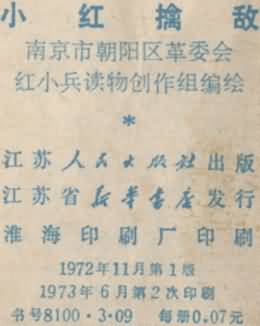 小红擒敌
南京市朝阳区革委会
红小兵读物创作组编绘
*
江苏人民出版社出版
江苏省新华书店发行
淮海印刷厂印刷
1972年11月第1版
1973年6月第2次印刷
书号8100·3·09 每册0.07元